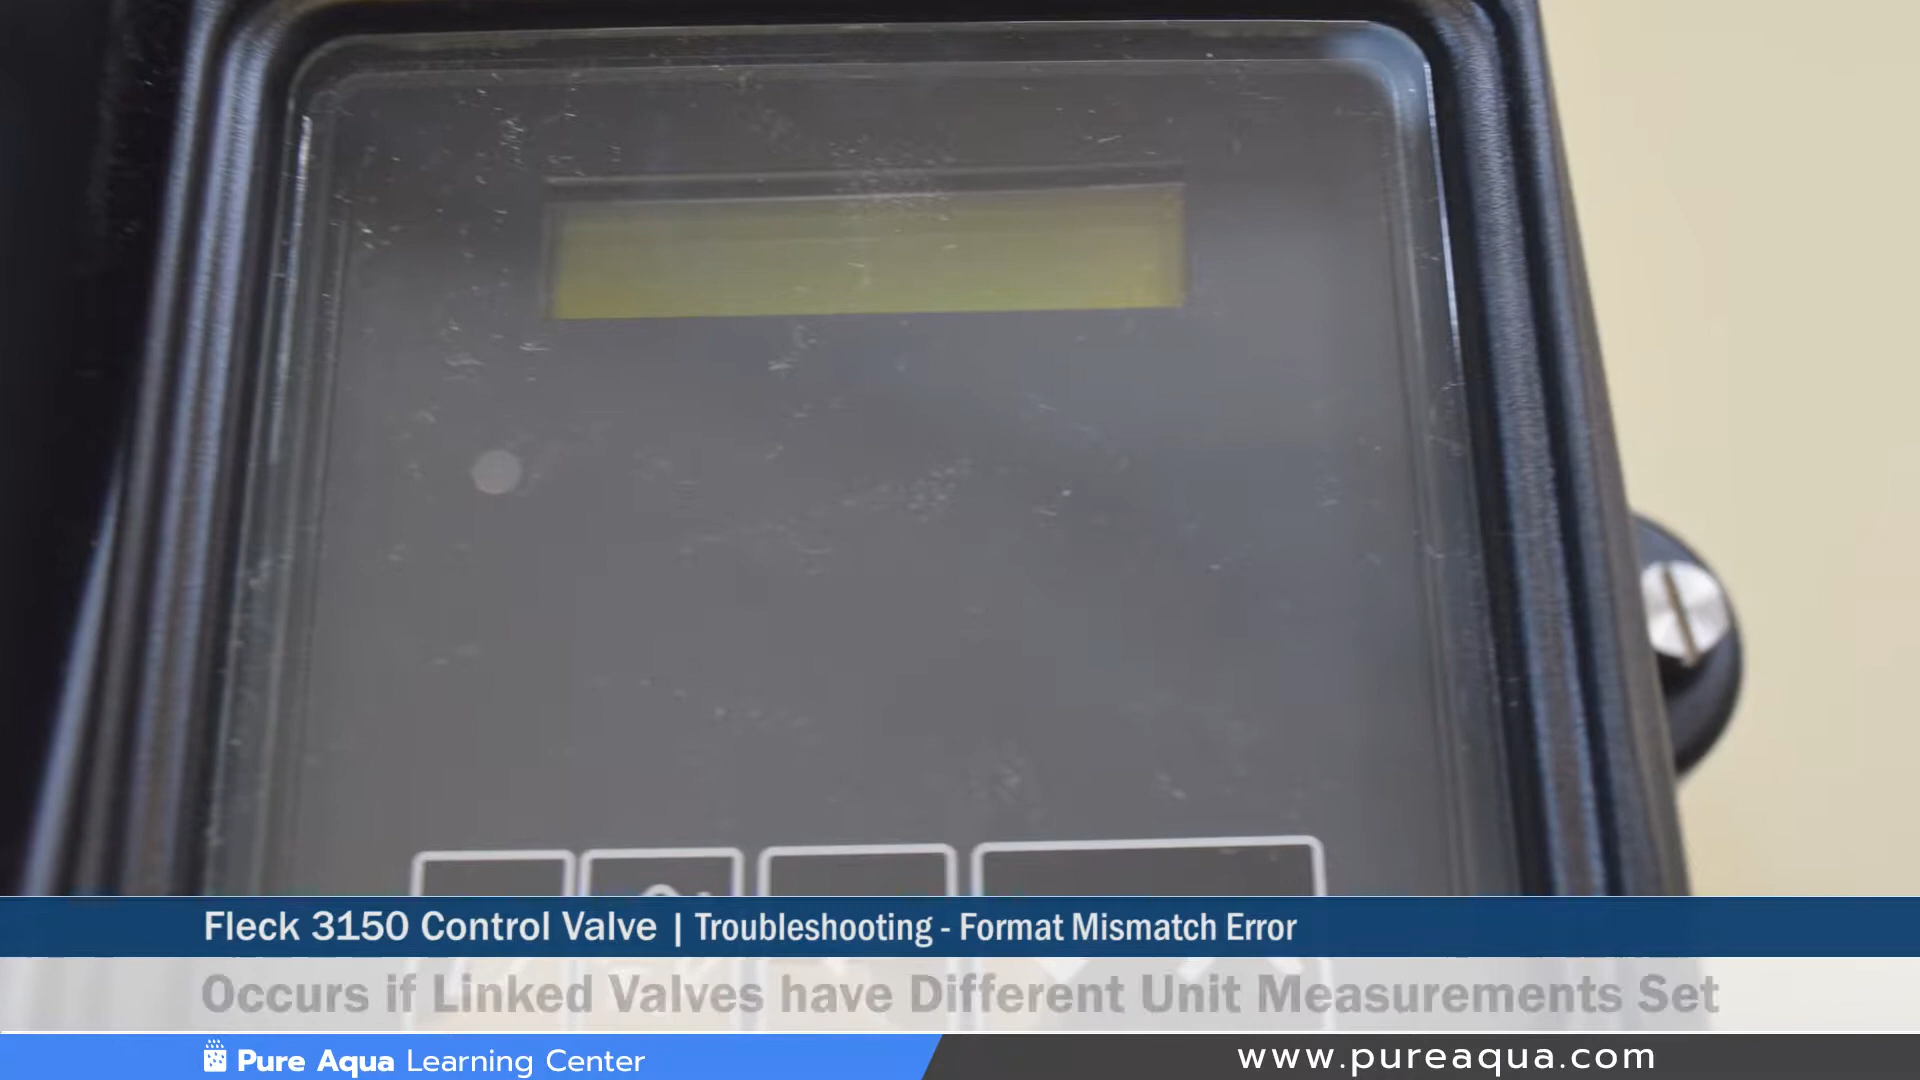 Fleck 3150 Control Valve | Troubleshooting - Format Mismatch Error
Occurs if Linked Valves have Different Unit Measurements Set
Pure Aqua Learning Center
www.pureaqua.com